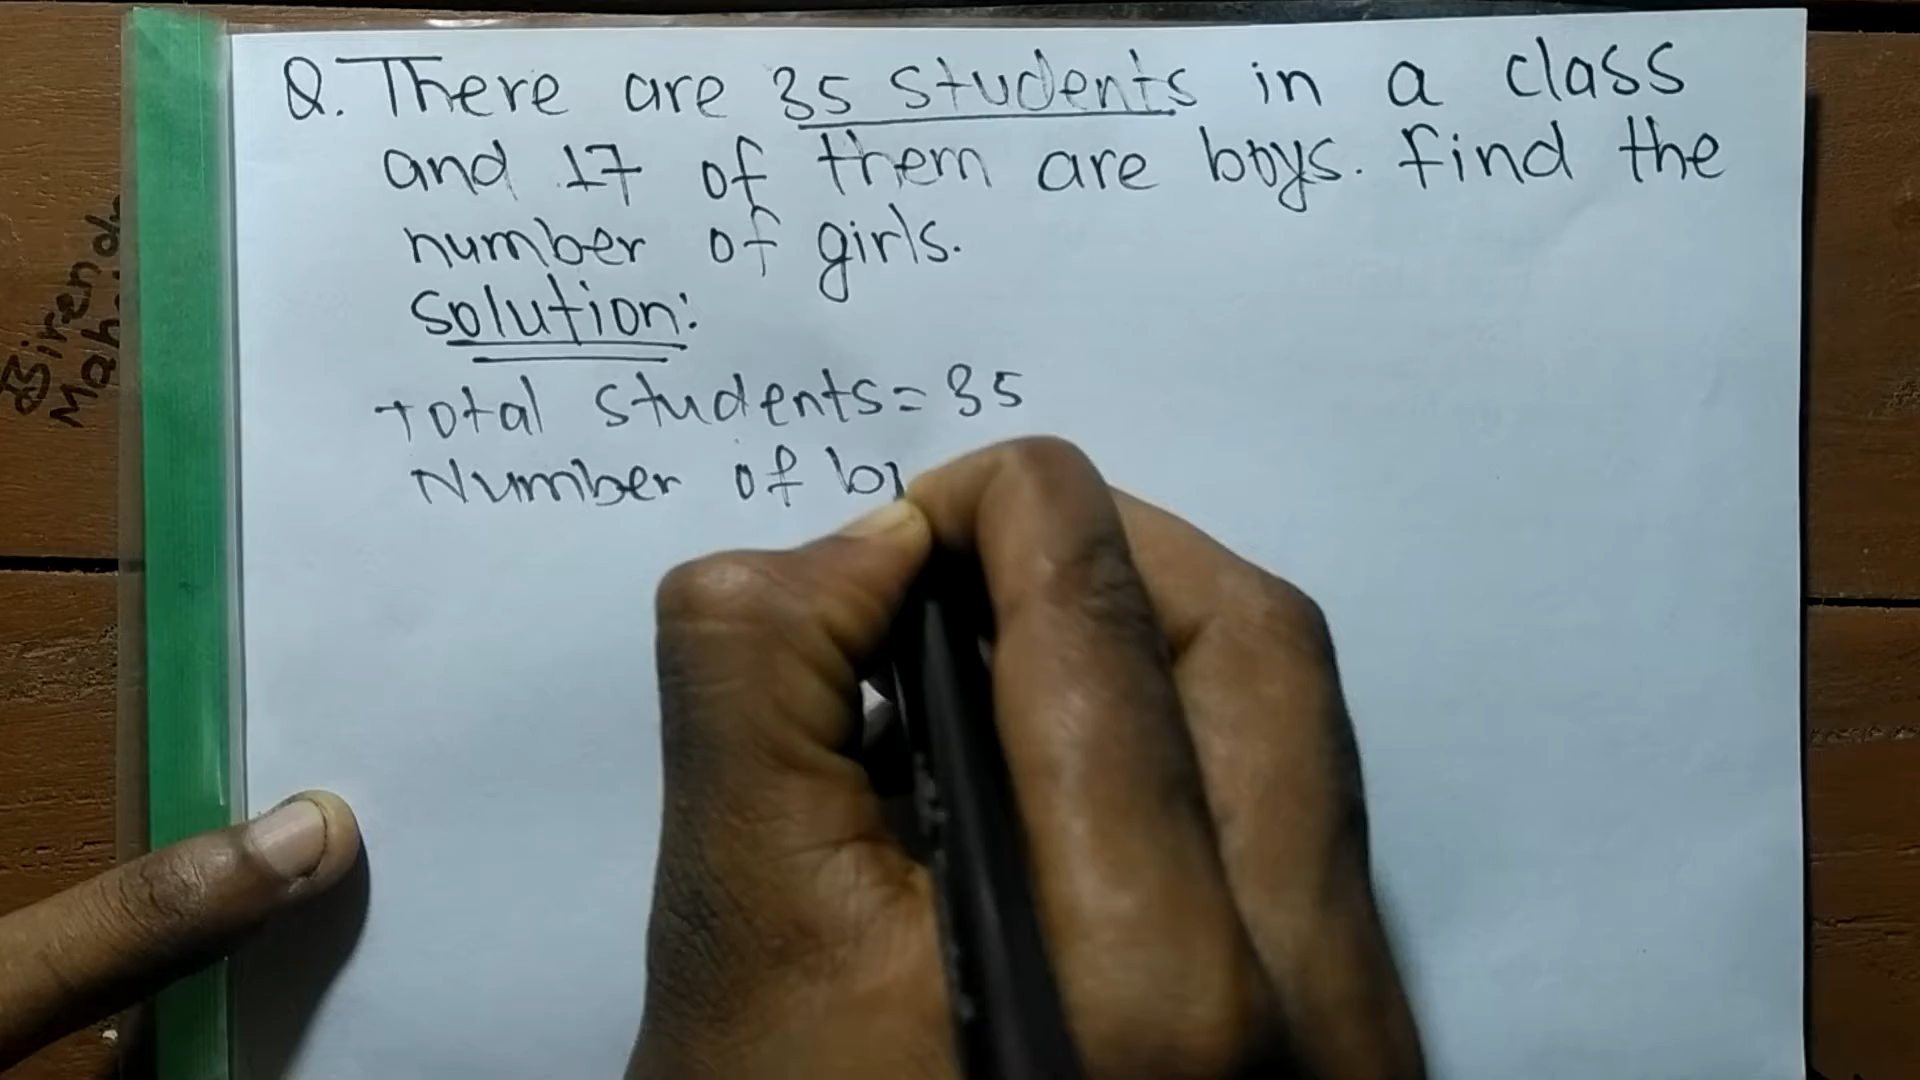 Q. There are 35 students in a class
and 17 of them are boys. Find the
number of girls.
Solution:
Total students = 35
Number of